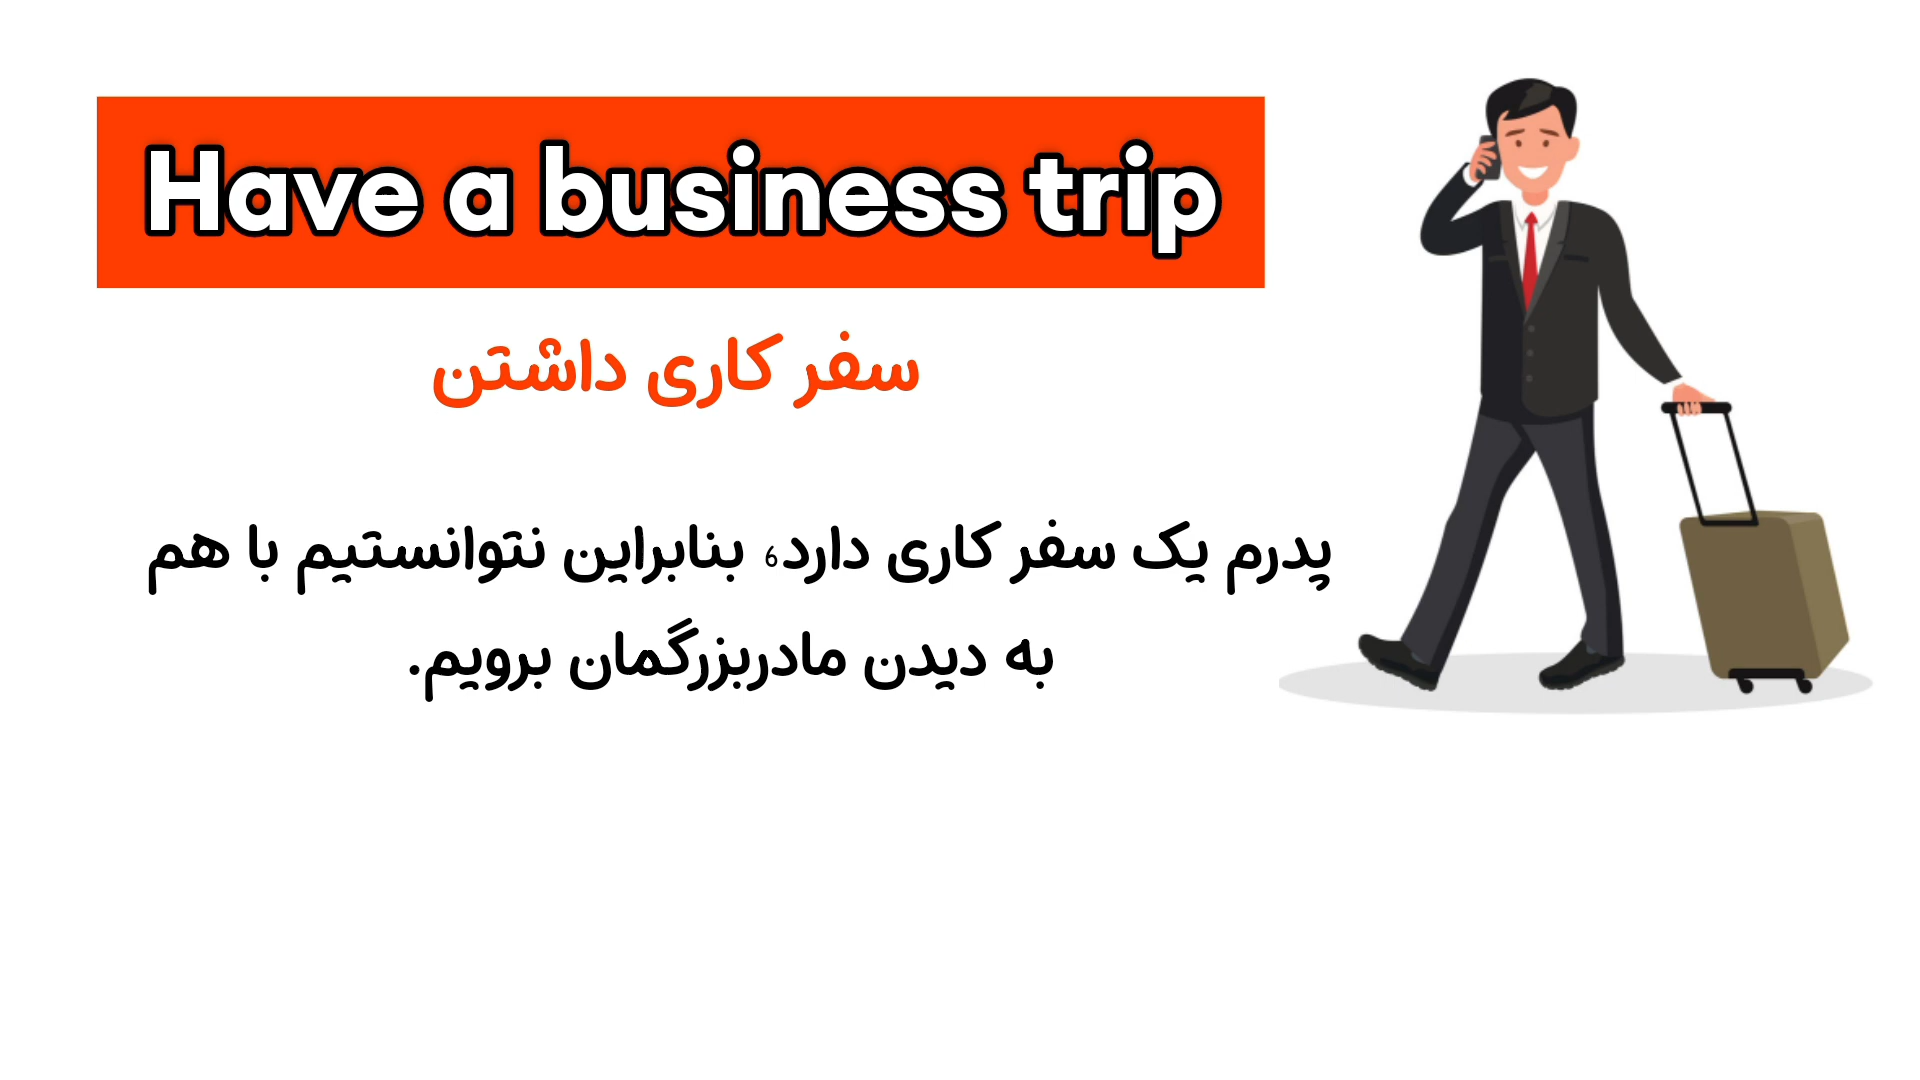 Have a business trip
سفر کاری داشتن
پدرم یک سفر کاری دارد، بنابراین نتوانستیم با هم
به دیدن مادربزرگمان برویم.